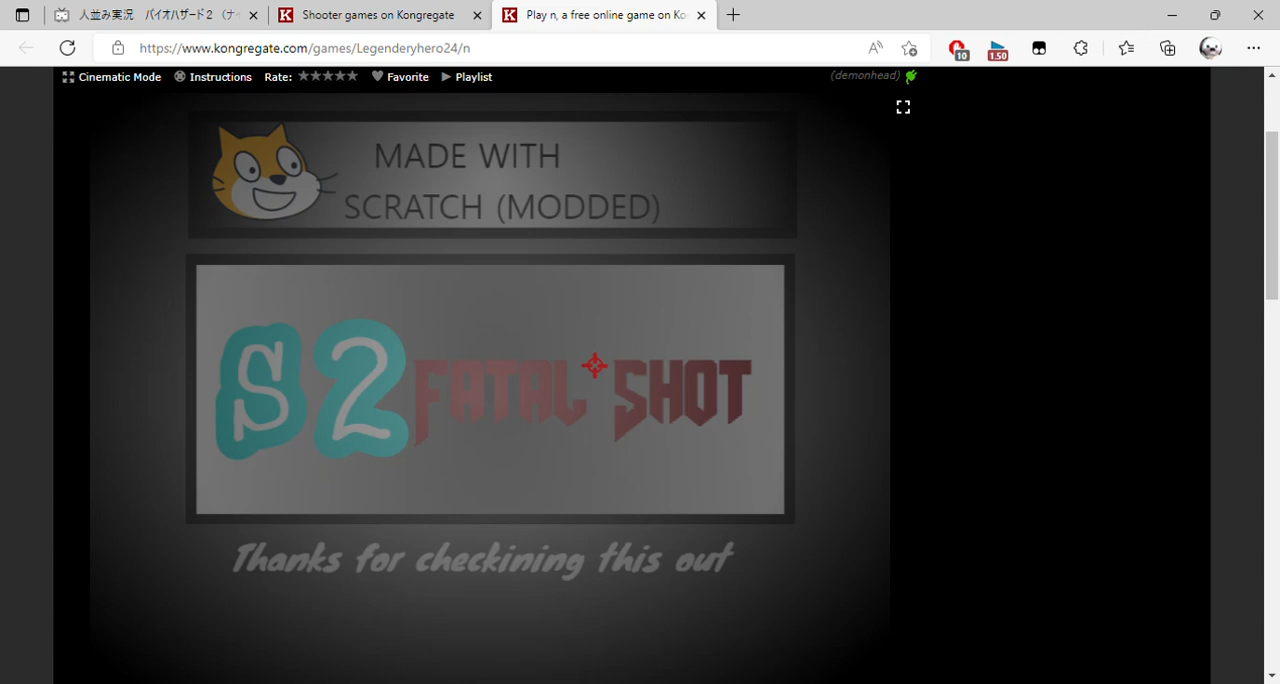 人並み実況 バイオハザード2 (ナイ
Shooter games on Kongregate
Play n, a free online game on Ko
https://www.kongregate.com/games/Legenderyhero24/n
10
1.50
Cinematic Mode Instructions Rate: Favorite Playlist
(demonhead)
MADE WITH
SCRATCH (MODDED)
S2 FATAL SHOT
Thanks for checkining this out